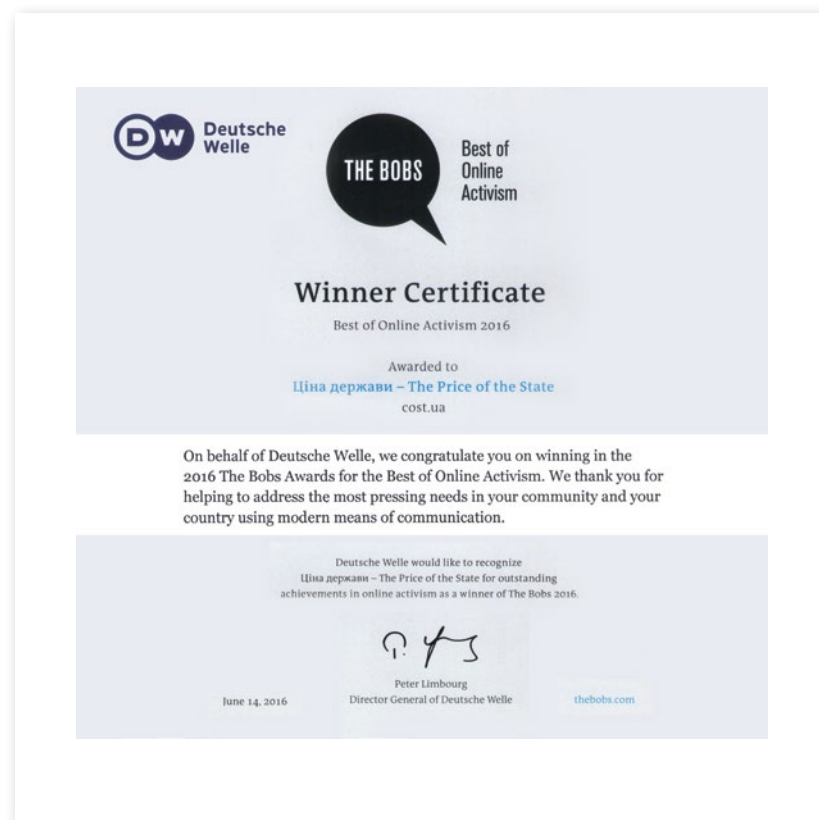 DW Deutsche
Welle
THE BOBS
Best of
Online
Activism
Winner Certificate
Best of Online Activism 2016
Awarded to
Ціна держави – The Price of the State
cost.ua
On behalf of Deutsche Welle, we congratulate you on winning in the
2016 The Bobs Awards for the Best of Online Activism. We thank you for
helping to address the most pressing needs in your community and your
country using modern means of communication.
Deutsche Welle would like to recognize
Ціна держави – The Price of the State for outstanding
achievements in online activism as a winner of The Bobs 2016.
Peter Limbourg
Director General of Deutsche Welle
June 14, 2016
thebobs.com